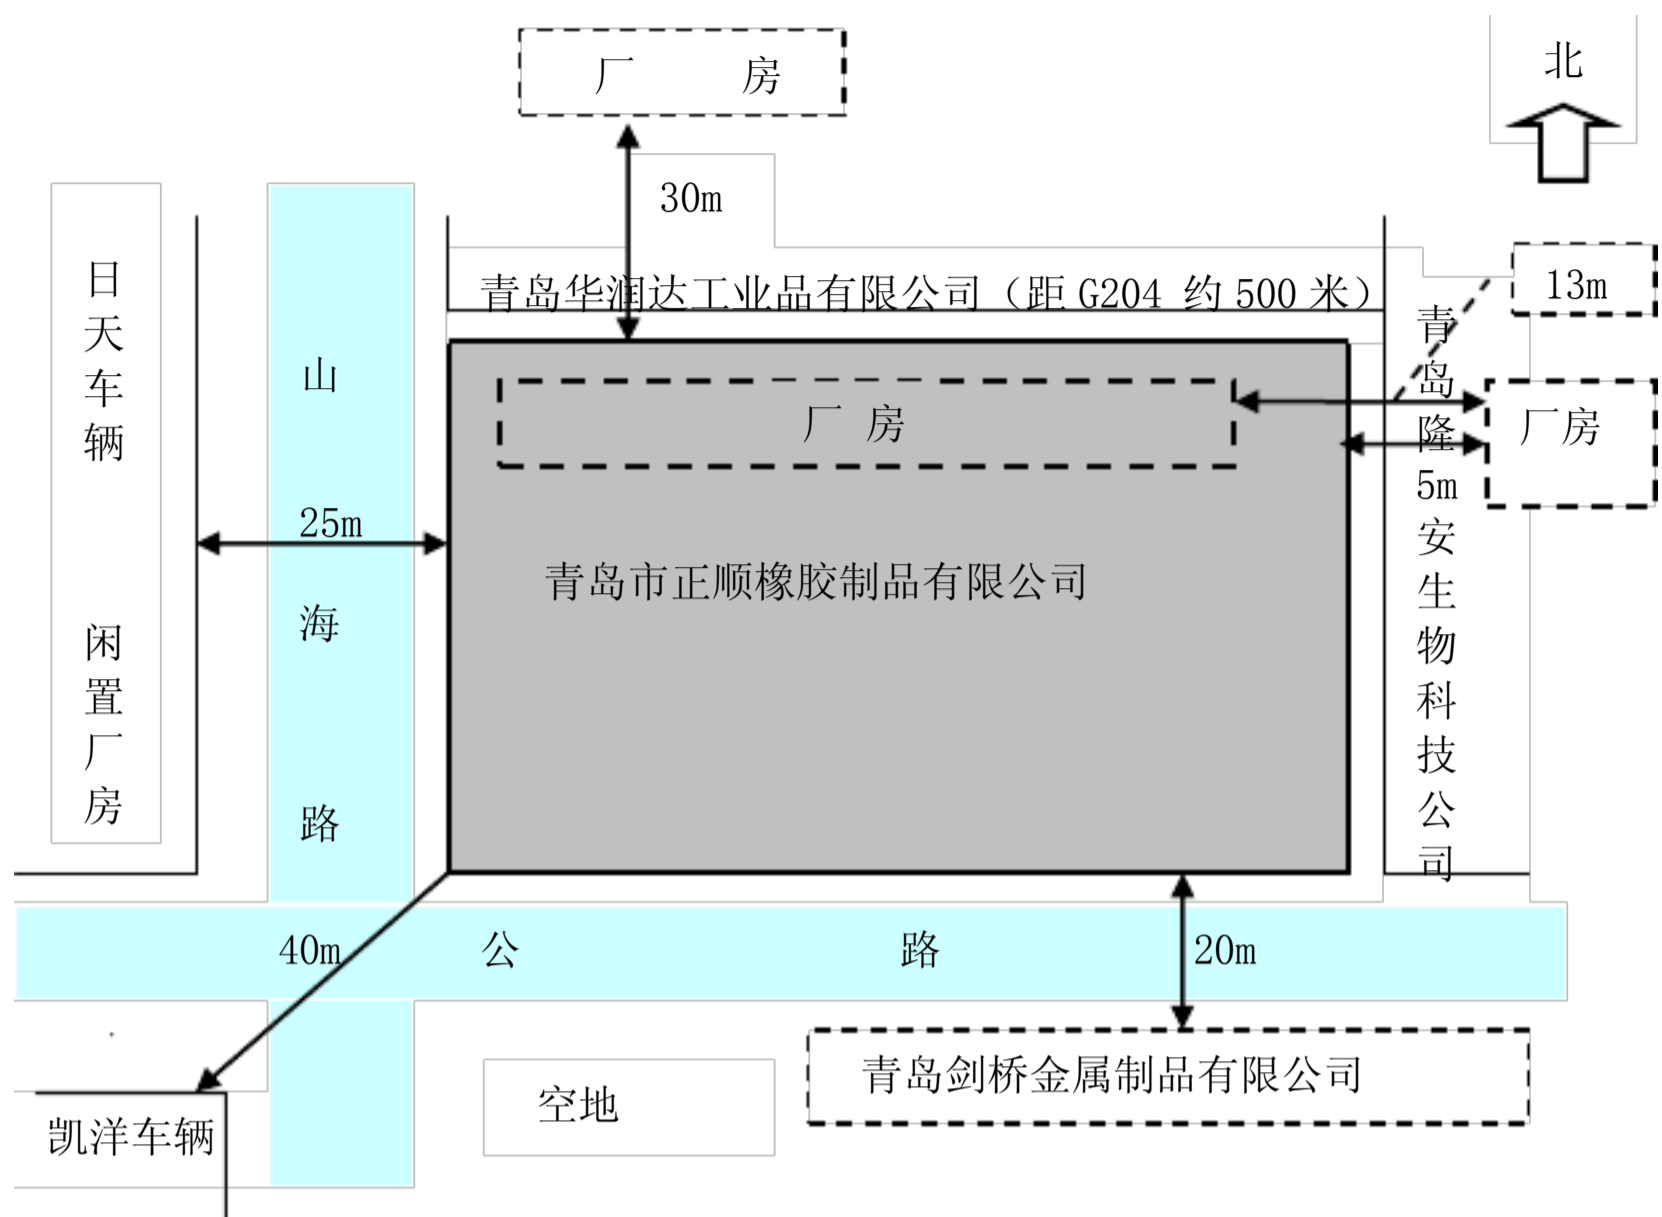 厂 房
北
30m
青岛华润达工业品有限公司（距 G204 约 500 米）
13m
日天车辆
闲置厂房
山海路
25m
厂 房
厂房
5m
青岛隆安生物科技公司
青岛市正顺橡胶制品有限公司
40m
公 路
20m
空地
青岛剑桥金属制品有限公司
凯洋车辆